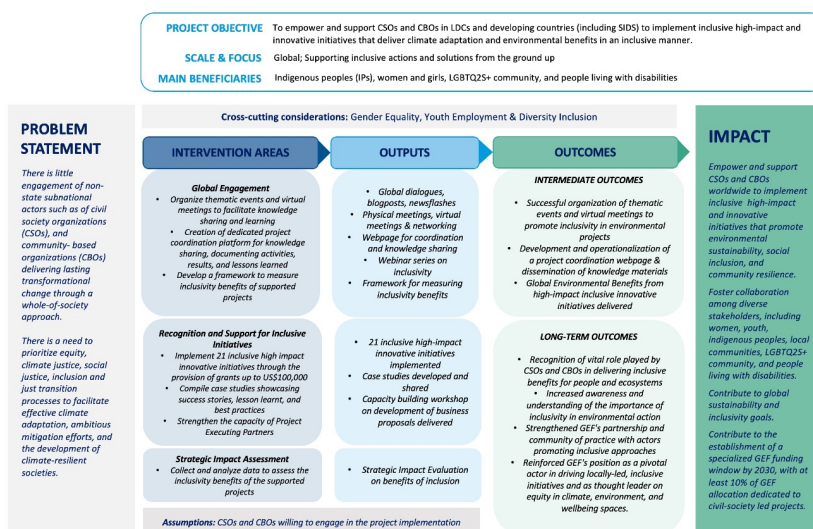 PROJECT OBJECTIVE To empower and support CSOs and CBOs in LDCs and developing countries (including SIDS) to implement inclusive high-impact and
innovative initiatives that deliver climate adaptation and environmental benefits in an inclusive manner.
SCALE & FOCUS Global; Supporting inclusive actions and solutions from the ground up
MAIN BENEFICIARIES Indigenous peoples (IPs), women and girls, LGBTQ2S+ community, and people living with disabilities
PROBLEM
STATEMENT
There is little
engagement of non-
state subnational
actors such as of civil
society organizations
(CSOs), and
community- based
organizations (CBOs)
delivering lasting
transformational
change through a
whole-of-society
approach.
There is a need to
prioritize equity,
climate justice, social
justice, inclusion and
just transition
processes to facilitate
effective climate
adaptation, ambitious
mitigation efforts, and
the development of
climate-resilient
societies.
Cross-cutting considerations: Gender Equality, Youth Employment & Diversity Inclusion
INTERVENTION AREAS
Global Engagement
• Organize thematic events and virtual
meetings to facilitate knowledge
sharing and learning
• Creation of dedicated project
coordination platform for knowledge
sharing, documenting activities,
results, and lessons learned
• Develop a framework to measure
inclusivity benefits of supported
projects
Recognition and Support for Inclusive
Initiatives
• Implement 21 inclusive high impact
innovative initiatives through the
provision of grants up to US$100,000
• Compile case studies showcasing
success stories, lesson learnt, and
best practices
• Strengthen the capacity of Project
Executing Partners
Strategic Impact Assessment
• Collect and analyze data to assess the
inclusivity benefits of the supported
projects
OUTPUTS
• Global dialogues,
blogposts, newsflashes
• Physical meetings, virtual
meetings & networking
• Webpage for coordination
and knowledge sharing
• Webinar series on
inclusivity
• Framework for measuring
inclusivity benefits
• 21 inclusive high-impact
innovative initiatives
implemented
• Case studies developed and
shared
• Capacity building workshop
on development of business
proposals delivered
• Strategic Impact Evaluation
on benefits of inclusion
OUTCOMES
INTERMEDIATE OUTCOMES
• Successful organization of thematic
events and virtual meetings to
promote inclusivity in environmental
projects
• Development and operationalization of
a project coordination webpage &
dissemination of knowledge materials
• Global Environmental Benefits from
high-impact inclusive innovative
initiatives delivered
LONG-TERM OUTCOMES
• Recognition of vital role played by
CSOs and CBOs in delivering inclusive
benefits for people and ecosystems
• Increased awareness and
understanding of the importance of
inclusivity in environmental action
• Strengthened GEF's partnership and
community of practice with actors
promoting inclusive approaches
• Reinforced GEF's position as a pivotal
actor in driving locally-led, inclusive
initiatives and as thought leader on
equity in climate, environment, and
wellbeing spaces.
Assumptions: CSOs and CBOs willing to engage in the project implementation
IMPACT
Empower and support
CSOs and CBOs
worldwide to implement
inclusive high-impact
and innovative
initiatives that promote
environmental
sustainability, social
inclusion, and
community resilience.
Foster collaboration
among diverse
stakeholders, including
women, youth,
indigenous peoples, local
communities, LGBTQ2S+
community, and people
living with disabilities.
Contribute to global
sustainability and
inclusivity goals.
Contribute to the
establishment of a
specialized GEF funding
window by 2030, with at
least 10% of GEF
allocation dedicated to
civil-society led projects.